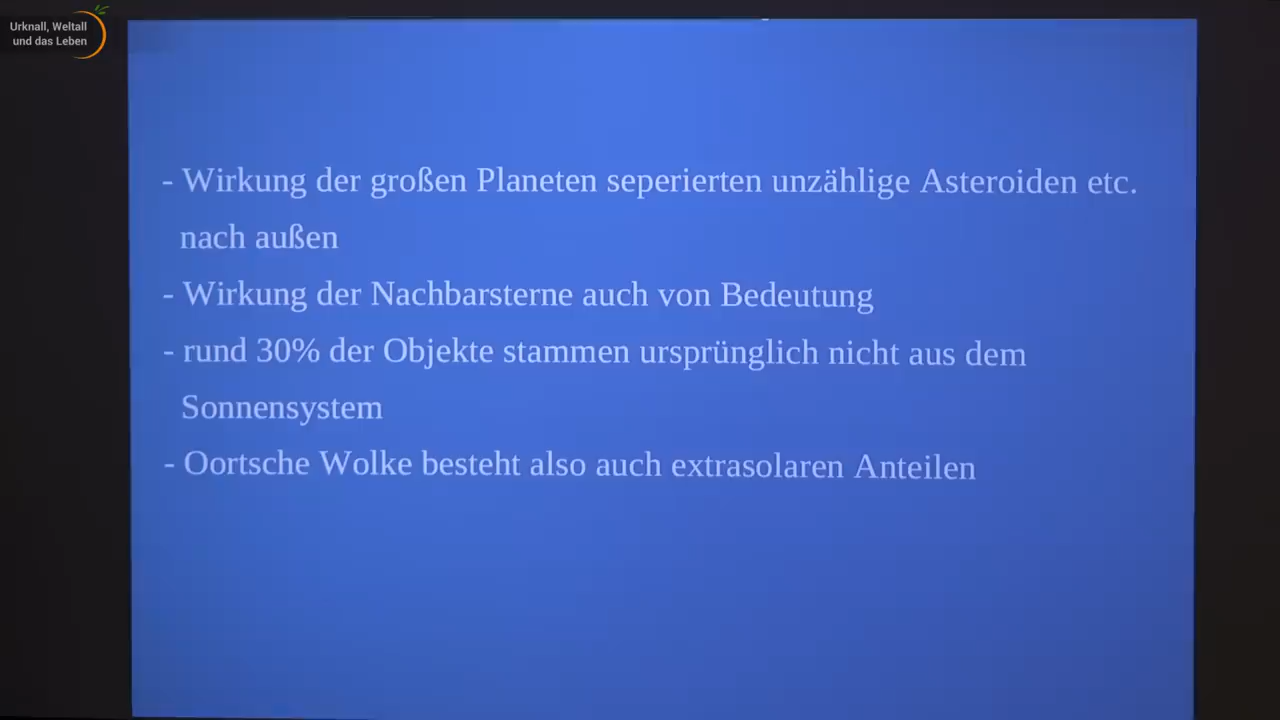 Urknall, Weltall
und das Leben
- Wirkung der großen Planeten seperierten unzählige Asteroiden etc.
nach außen
- Wirkung der Nachbarsterne auch von Bedeutung
- rund 30% der Objekte stammen ursprünglich nicht aus dem
Sonnensystem
- Oortsche Wolke besteht also auch extrasolaren Anteilen